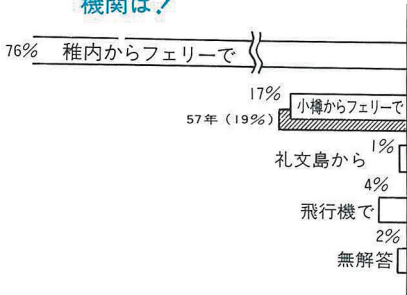 機関は?
76% 稚内からフェリーで
17%
小樽からフェリーで
57年(19%)
1%
礼文島から
4%
飛行機で
2%
無解答